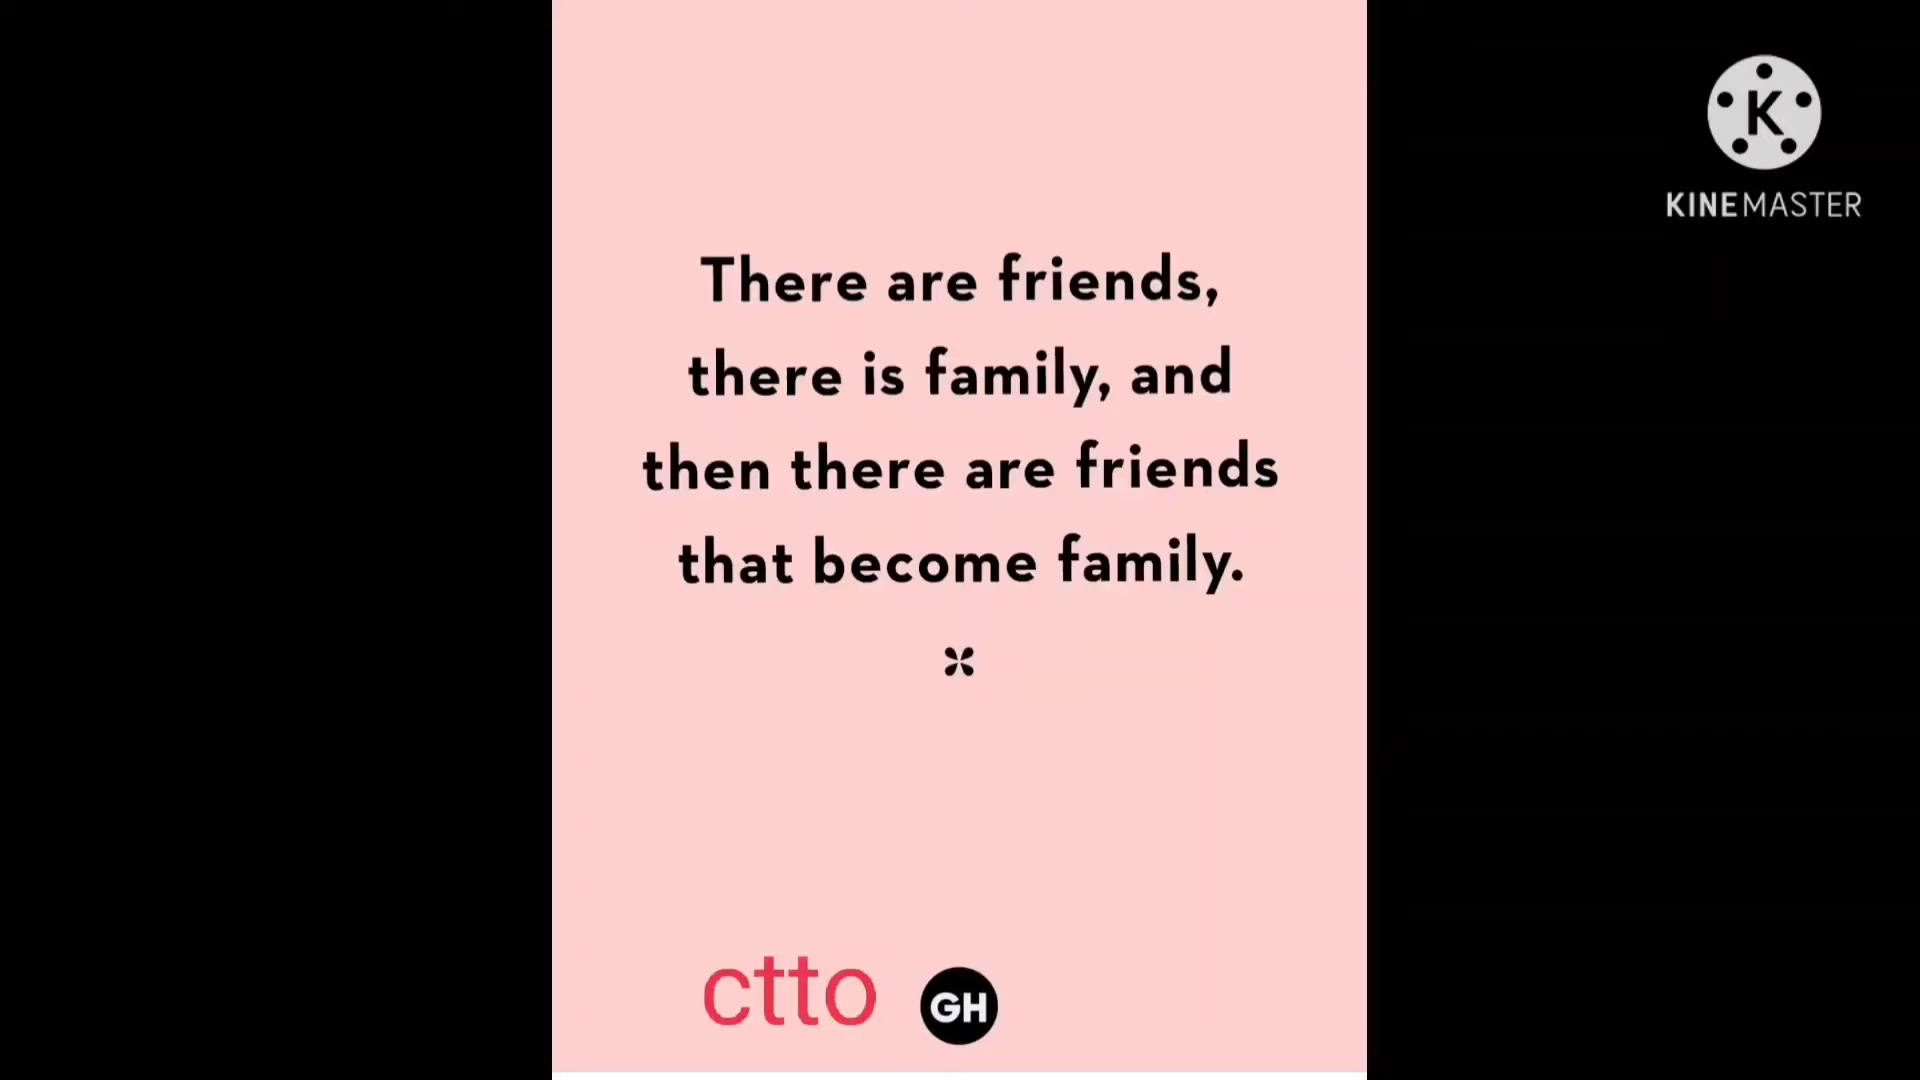 There are friends,
there is family, and
then there are friends
that become family.
ctto
GH
K
KINEMASTER